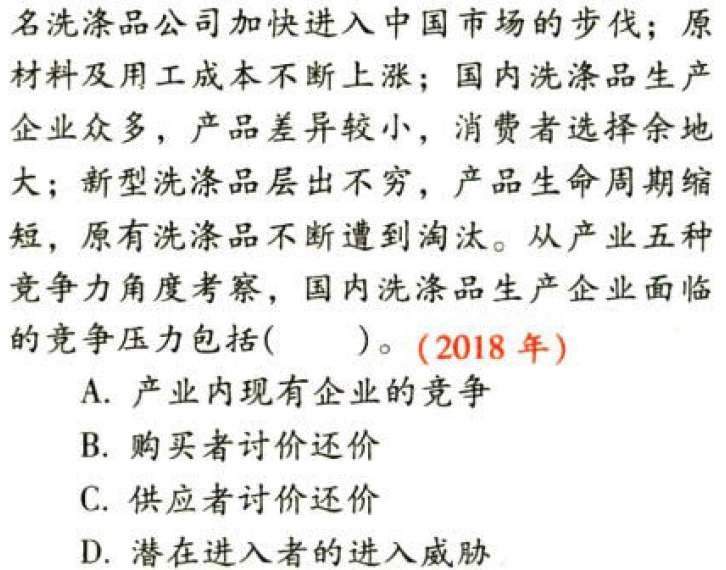 名洗涤品公司加快进入中国市场的步伐；原
材料及用工成本不断上涨；国内洗涤品生产
企业众多，产品差异较小，消费者选择余地
大；新型洗涤品层出不穷，产品生命周期缩
短，原有洗涤品不断遭到淘汰。从产业五种
竞争力角度考察，国内洗涤品生产企业面临
的竞争压力包括(　　)。(2018 年)
A. 产业内现有企业的竞争
B. 购买者讨价还价
C. 供应者讨价还价
D. 潜在进入者的进入威胁